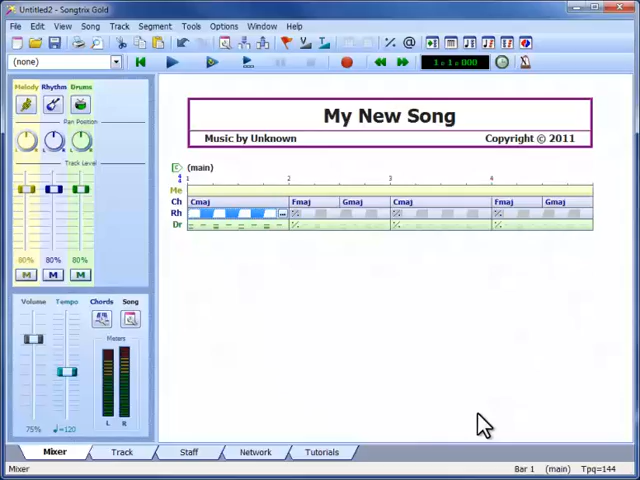 Untitled2 - Songtrix Gold
File Edit View Song Track Segment Tools Options Window Help
(none)
1 : 1 : 000
Melody Rhythm Drums
Pan Position
L R L R L R
Track Level
80% 80% 80%
M M M
Volume Tempo Chords Song
Meters
L R
75% ♩=120
My New Song
Music by Unknown Copyright © 2011
C (main)
4
4
1 2 3 4
Me
Ch Cmaj Fmaj Gmaj Cmaj Fmaj Gmaj
Rh
Dr
Mixer Track Staff Network Tutorials
Mixer Bar 1 (main) Tpq=144